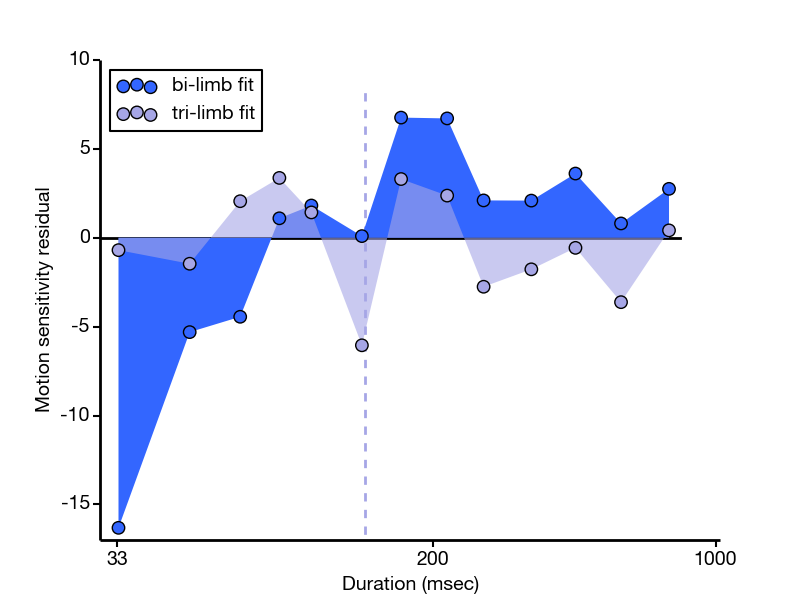 10
5
0
-5
-10
-15
Motion sensitivity residual
bi-limb fit
tri-limb fit
33
200
1000
Duration (msec)